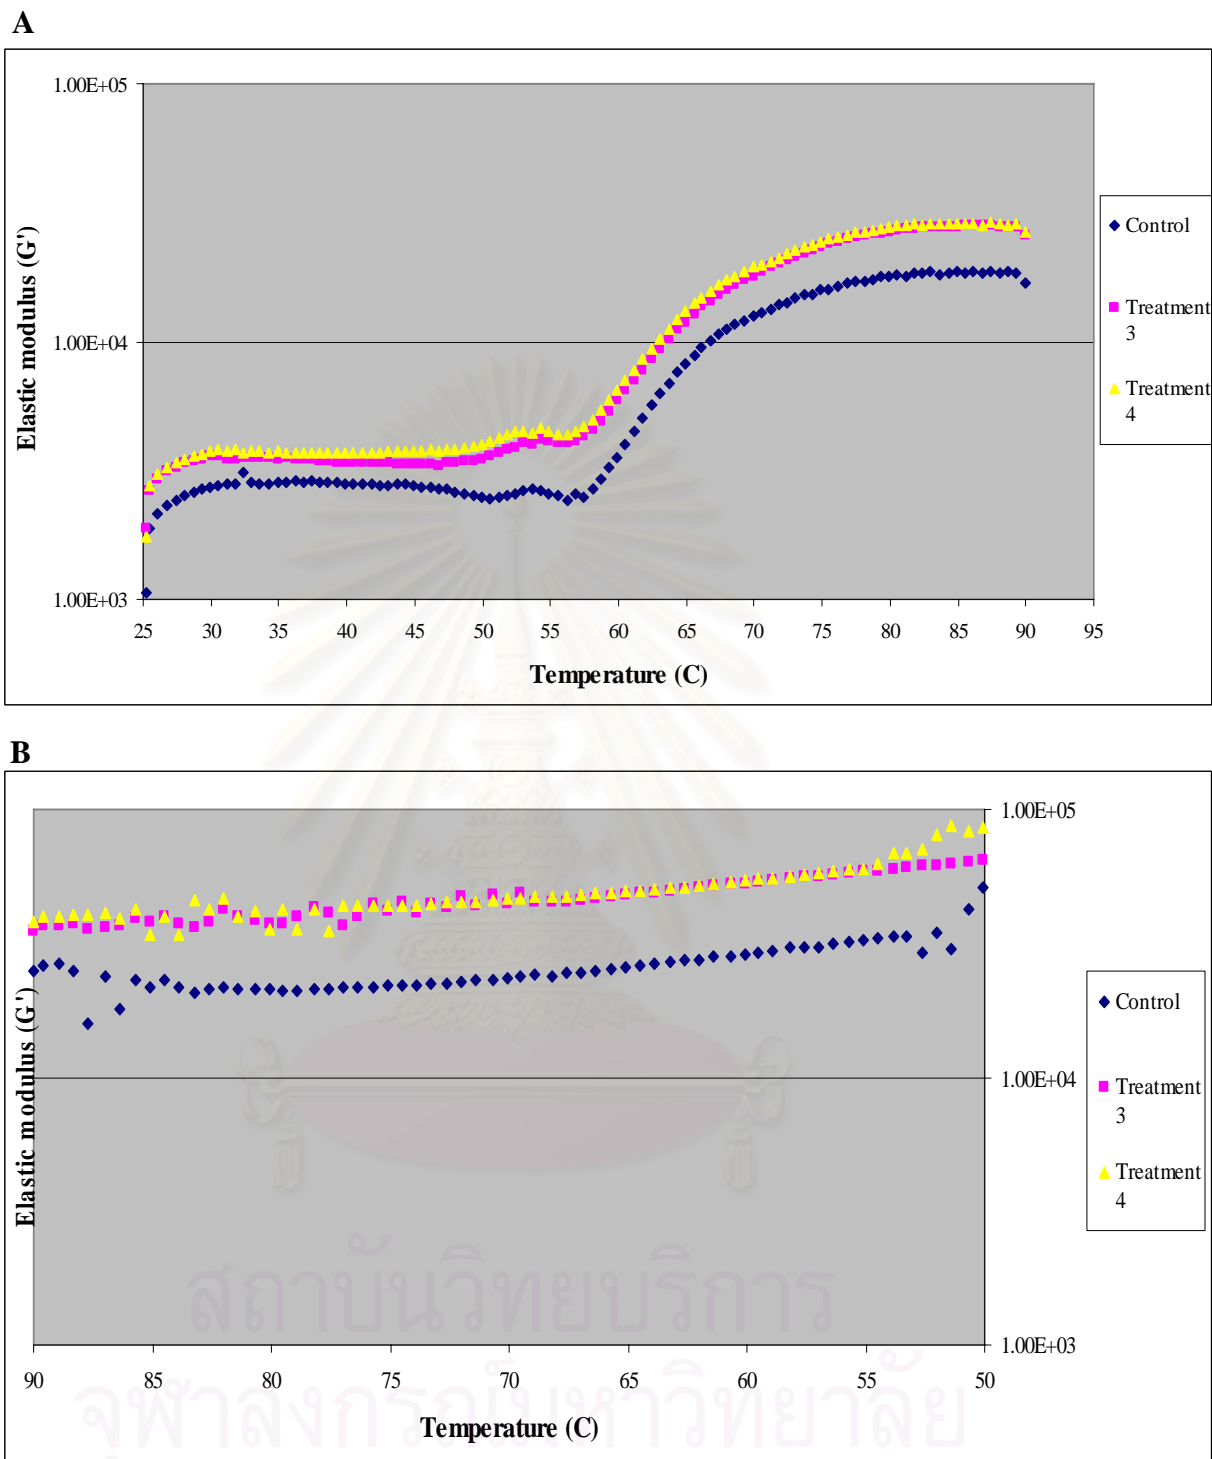 A
1.00E+05
1.00E+04
1.00E+03
Elastic modulus (G')
25 30 35 40 45 50 55 60 65 70 75 80 85 90 95
Temperature (C)
Control
Treatment
3
Treatment
4
B
1.00E+05
1.00E+04
1.00E+03
Elastic modulus (G')
90 85 80 75 70 65 60 55 50
Temperature (C)
Control
Treatment
3
Treatment
4
สถาบันวิทยบริการ
จุฬาลงกรณ์มหาวิทยาลัย